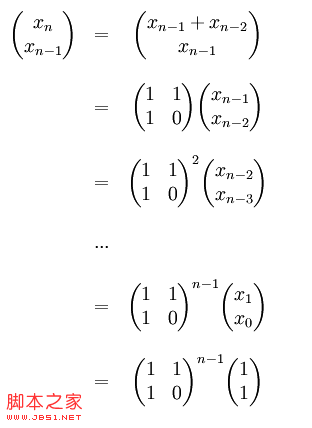 (x_n x_{n-1}) = (x_{n-1} + x_{n-2} x_{n-1})
= (1 1 1 0)(x_{n-1} x_{n-2})
= (1 1 1 0)^2 (x_{n-2} x_{n-3})
...
= (1 1 1 0)^{n-1} (x_1 x_0)
= (1 1 1 0)^{n-1} (1 1)
脚本之家
WWW.JB51.NET